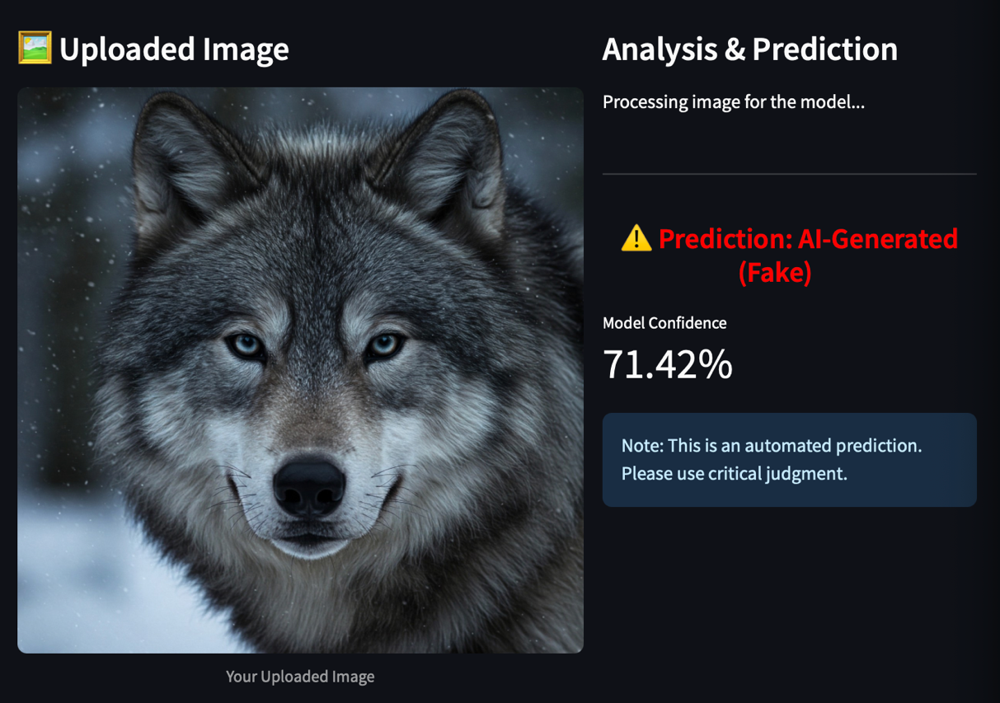 Uploaded Image
Your Uploaded Image
Analysis & Prediction
Processing image for the model...
Prediction: AI-Generated
(Fake)
Model Confidence
71.42%
Note: This is an automated prediction.
Please use critical judgment.